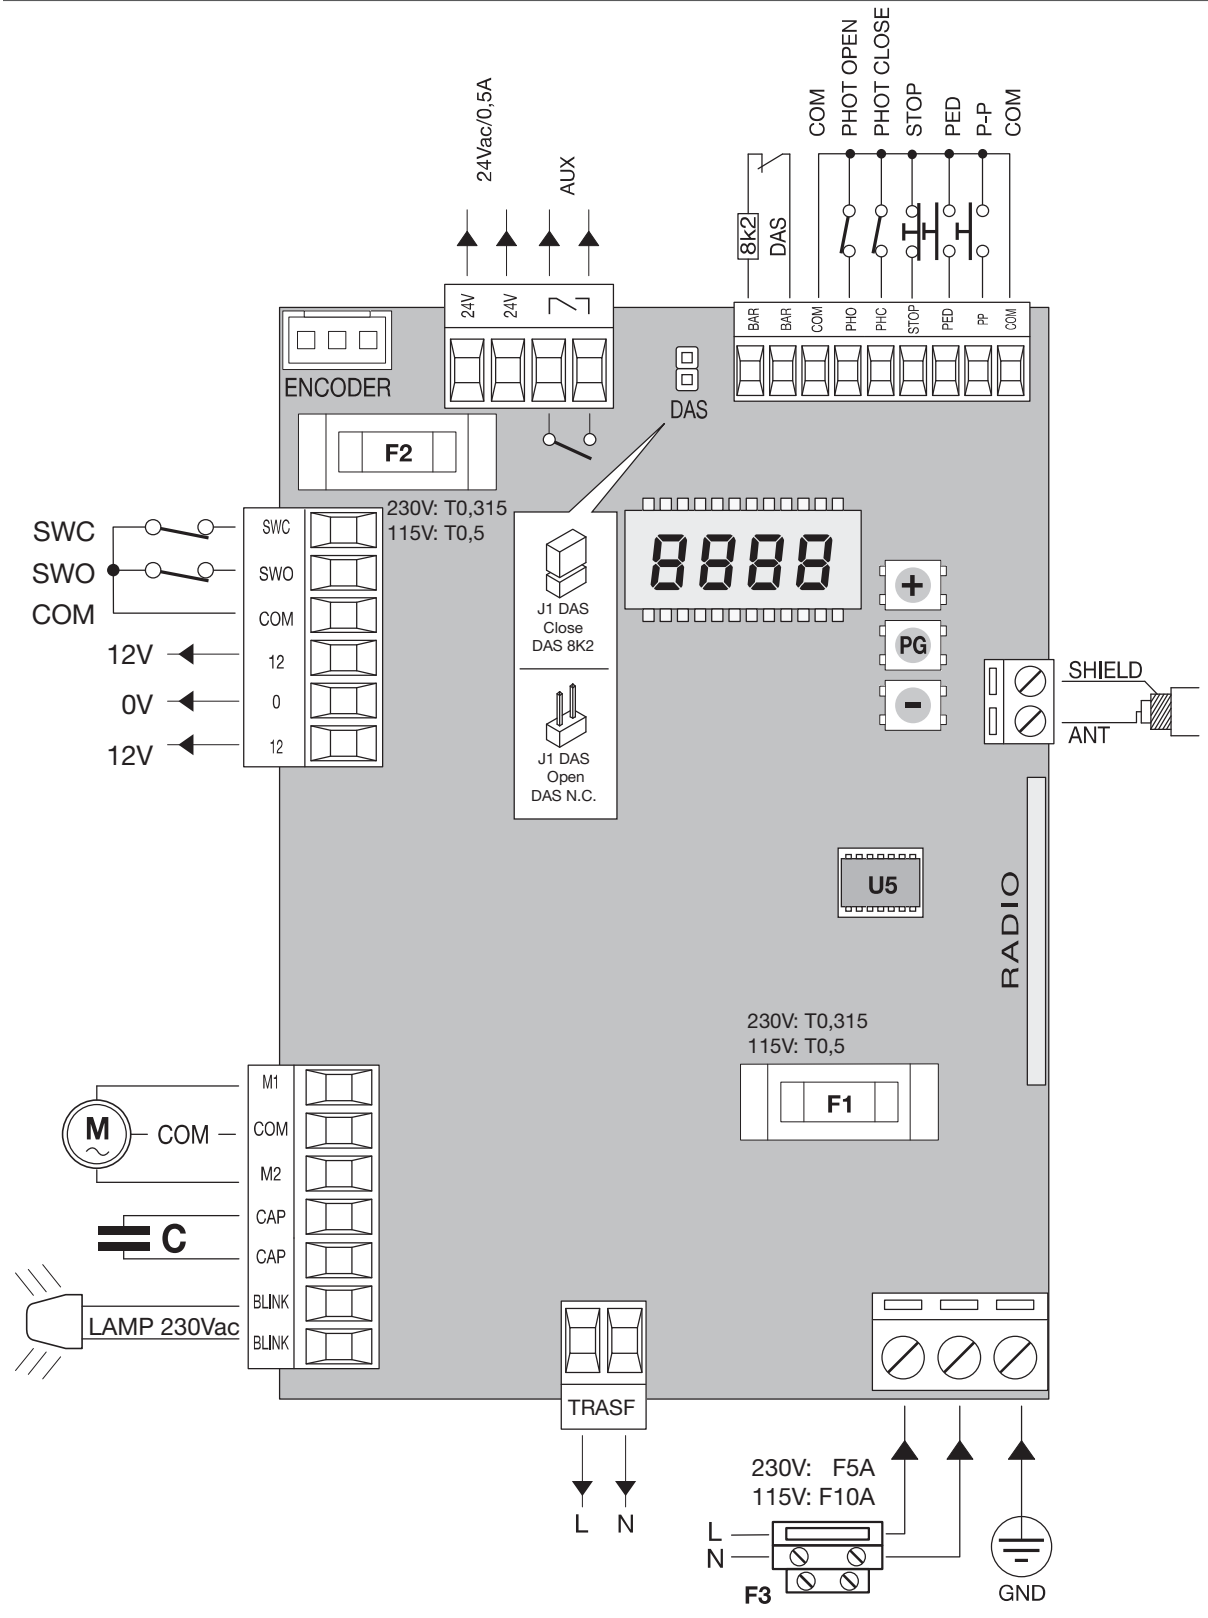 24Vac/0,5A
AUX
COM
PHOT OPEN
PHOT CLOSE
STOP
PED
P-P
COM
8k2
DAS
24V
24V
BAR
BAR
COM
PHO
PHC
STOP
PED
PP
COM
ENCODER
DAS
F2
230V: T0,315
115V: T0,5
SWC
SWO
COM
12V
0V
12V
SWC
SWO
COM
12
0
12
J1 DAS
Close
DAS 8K2
J1 DAS
Open
DAS N.C.
8888
+
PG
-
SHIELD
ANT
U5
RADIO
230V: T0,315
115V: T0,5
F1
M
COM
C
LAMP 230Vac
M1
COM
M2
CAP
CAP
BLINK
BLINK
TRASF
L N
230V: F5A
115V: F10A
L
N
F3
GND